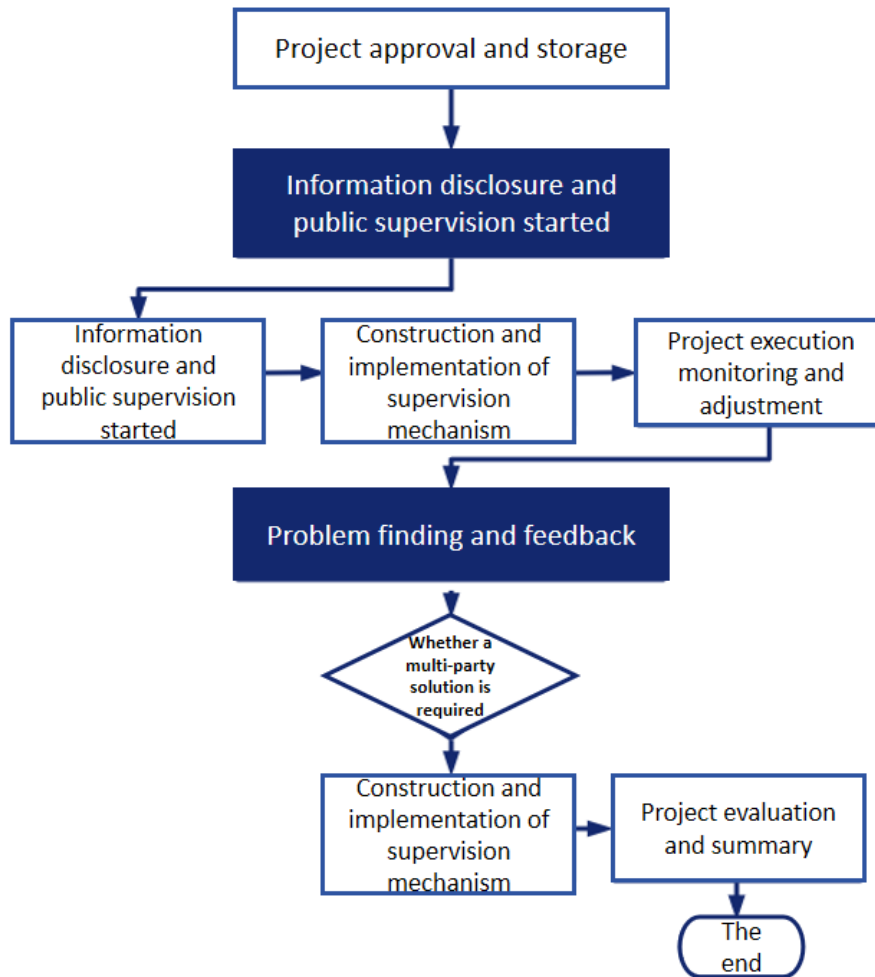 Project approval and storage
Information disclosure and
public supervision started
Information
disclosure and
public supervision
started
Construction and
implementation of
supervision
mechanism
Project execution
monitoring and
adjustment
Problem finding and feedback
Whether a
multi-party
solution is
required
Construction and
implementation of
supervision
mechanism
Project evaluation
and summary
The
end